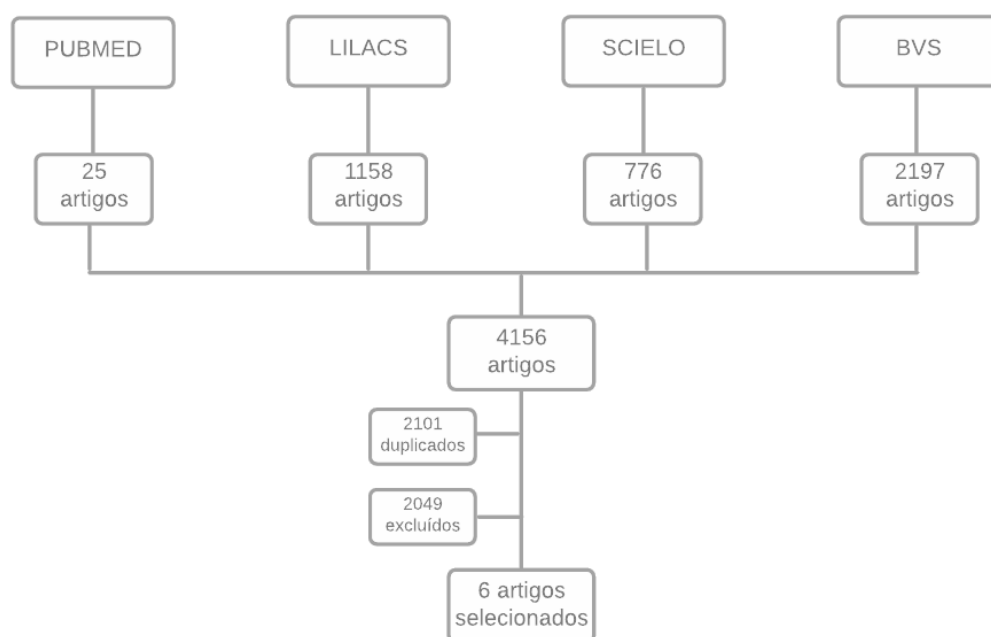 PUBMED
LILACS
SCIELO
BVS
25
artigos
1158
artigos
776
artigos
2197
artigos
4156
artigos
2101
duplicados
2049
excluídos
6 artigos
selecionados